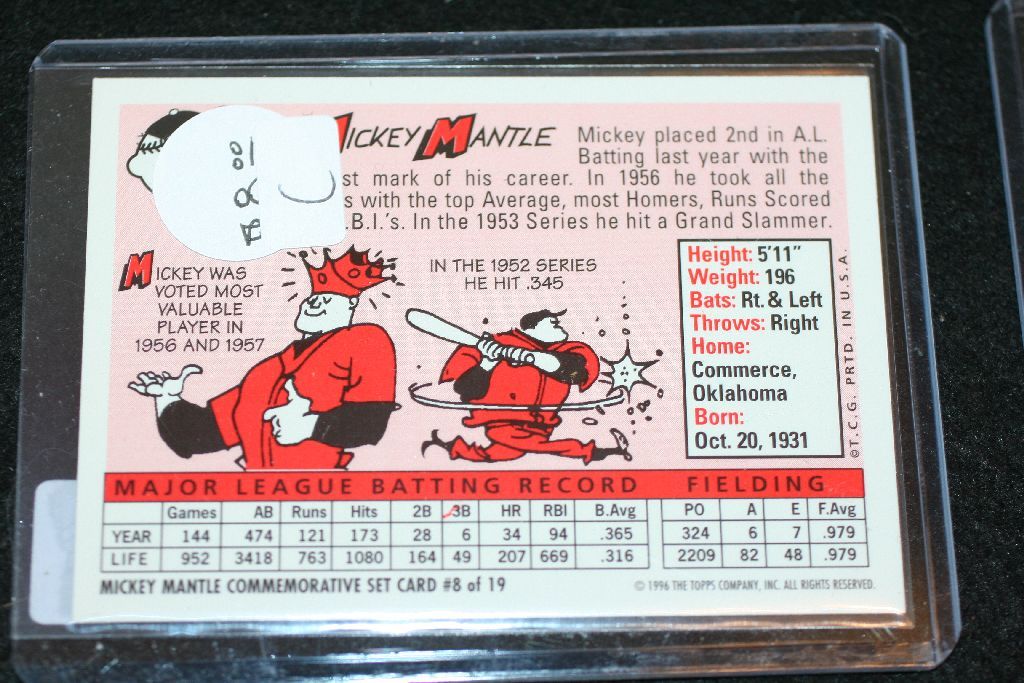 MICKEY MANTLE
Mickey placed 2nd in A.L.
Batting last year with the
st mark of his career. In 1956 he took all the
s with the top Average, most Homers, Runs Scored
.B.I.'s. In the 1953 Series he hit a Grand Slammer.
MICKEY WAS
VOTED MOST
VALUABLE
PLAYER IN
1956 AND 1957
IN THE 1952 SERIES
HE HIT .345
Height: 5'11"
Weight: 196
Bats: Rt. & Left
Throws: Right
Home:
Commerce,
Oklahoma
Born:
Oct. 20, 1931
©T.C.G. PRTD. IN U.S.A.
MAJOR LEAGUE BATTING RECORD FIELDING
Games AB Runs Hits 2B 3B HR RBI B.Avg PO A E F.Avg
YEAR 144 474 121 173 28 6 34 94 .365 324 6 7 .979
LIFE 952 3418 763 1080 164 49 207 669 .316 2209 82 48 .979
MICKEY MANTLE COMMEMORATIVE SET CARD #8 of 19
© 1996 THE TOPPS COMPANY, INC. ALL RIGHTS RESERVED.